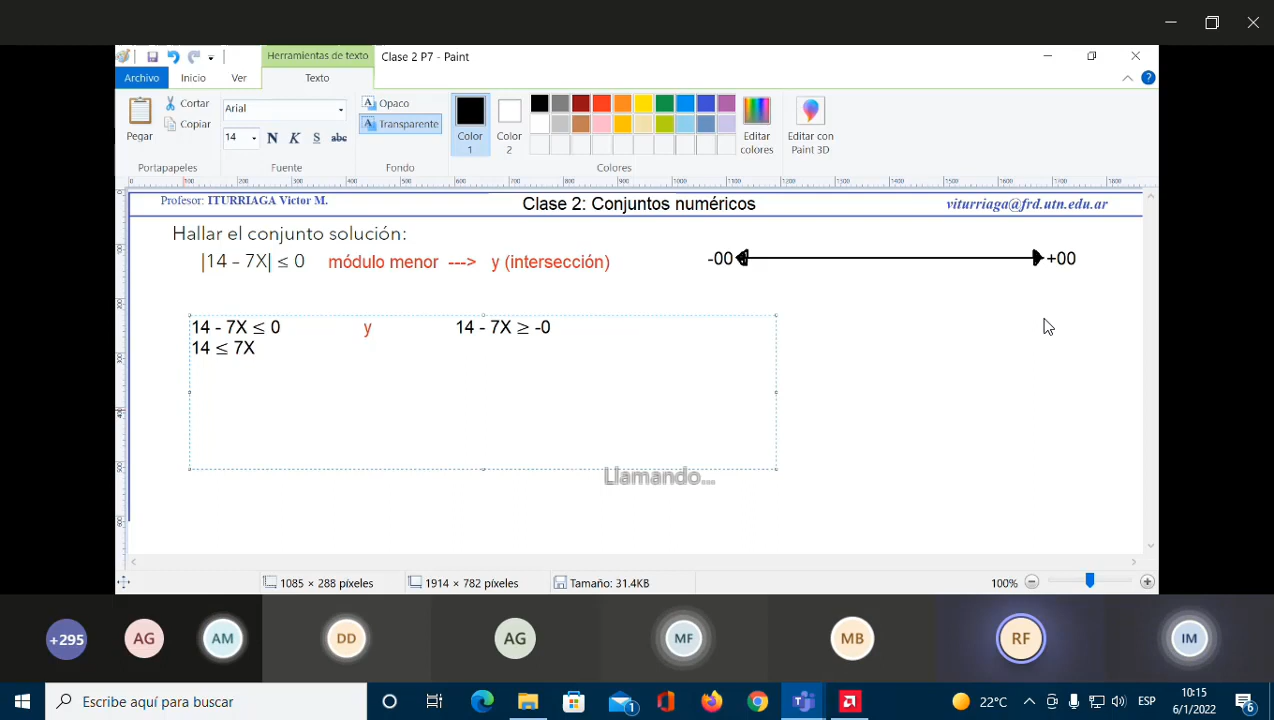 Herramientas de texto
Clase 2 P7 - Paint
Archivo
Inicio
Ver
Texto
Pegar
Cortar
Copiar
Portapapeles
Arial
14
N K S abc
Fuente
A Opaco
A Transparente
Fondo
Color 1
Color 2
Editar colores
Editar con Paint 3D
Colores
Profesor: ITURRIAGA Victor M.
Clase 2: Conjuntos numéricos
viturriaga@frd.utn.edu.ar
Hallar el conjunto solución:
|14 - 7X| ≤ 0 módulo menor ---> y (intersección)
-00 +00
14 - 7X ≤ 0 y 14 - 7X ≥ -0
14 ≤ 7X
Llamando...
1085 × 288 píxeles
1914 × 782 píxeles
Tamaño: 31.4KB
100%
+295 AG AM DD AG MF MB RF IM
Escribe aquí para buscar
1
22°C
ESP
10:15
6/1/2022
6